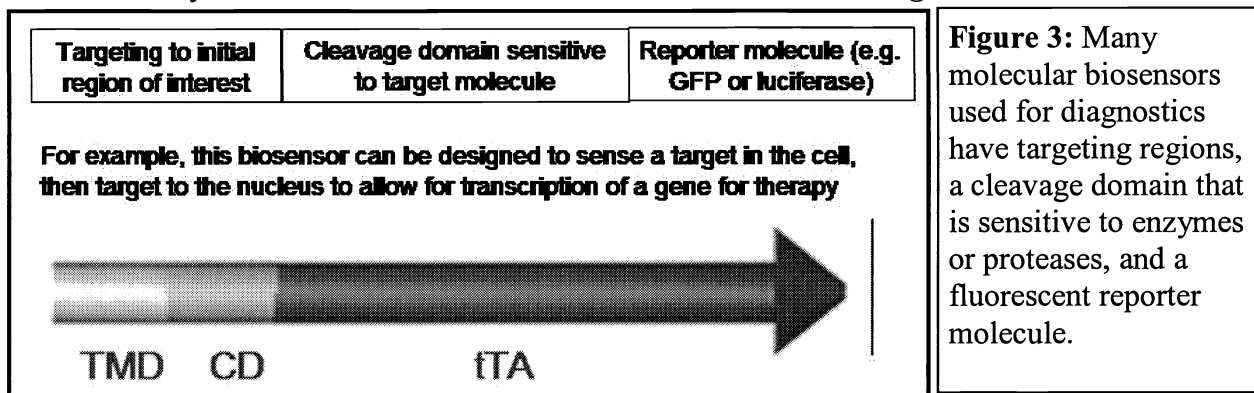 Targeting to initial
region of interest
Cleavage domain sensitive
to target molecule
Reporter molecule (e.g.
GFP or luciferase)
For example, this biosensor can be designed to sense a target in the cell,
then target to the nucleus to allow for transcription of a gene for therapy
TMD CD tTA
Figure 3: Many
molecular biosensors
used for diagnostics
have targeting regions,
a cleavage domain that
is sensitive to enzymes
or proteases, and a
fluorescent reporter
molecule.